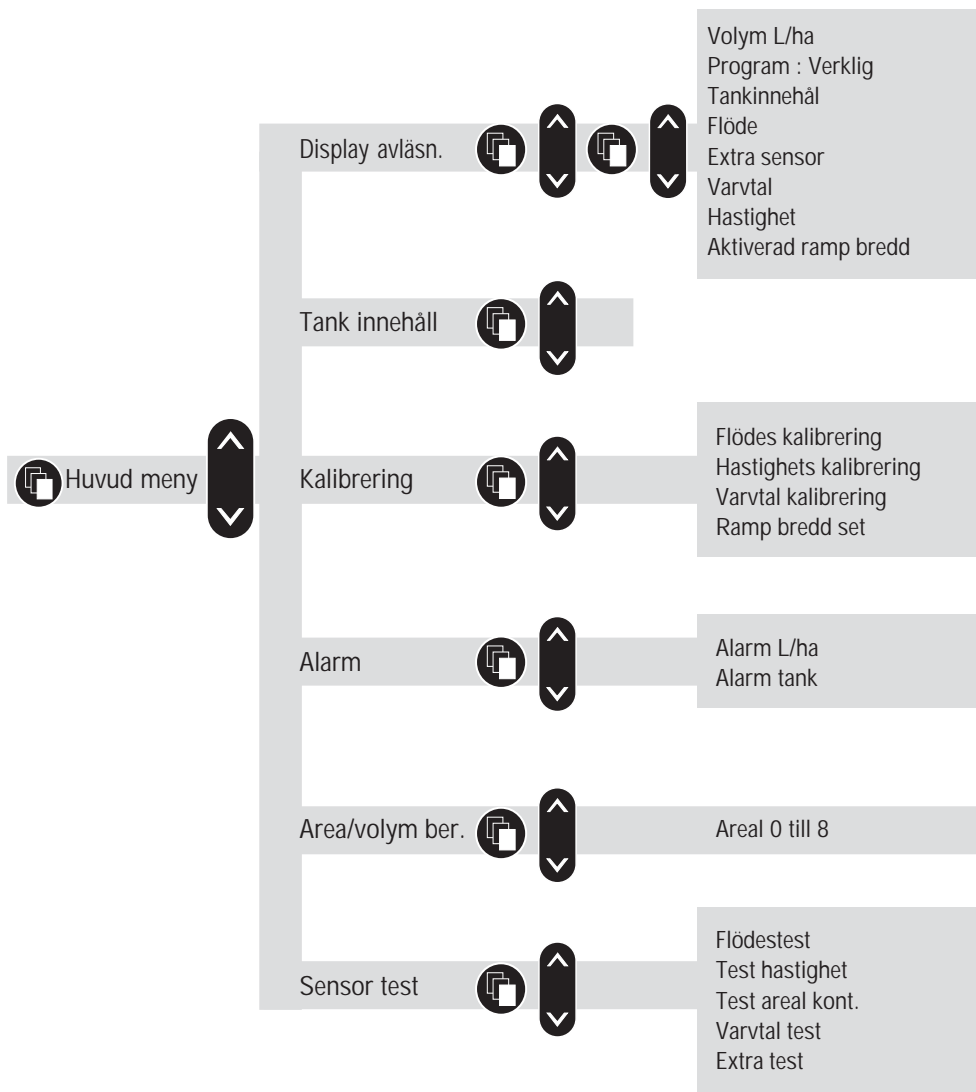 Volym L/ha
Program : Verklig
Tankinnehål
Display avläsn.
Flöde
Extra sensor
Varvtal
Hastighet
Aktiverad ramp bredd
Tank innehåll
Huvud meny
Kalibrering
Flödes kalibrering
Hastighets kalibrering
Varvtal kalibrering
Ramp bredd set
Alarm
Alarm L/ha
Alarm tank
Area/volym ber.
Areal 0 till 8
Sensor test
Flödestest
Test hastighet
Test areal kont.
Varvtal test
Extra test